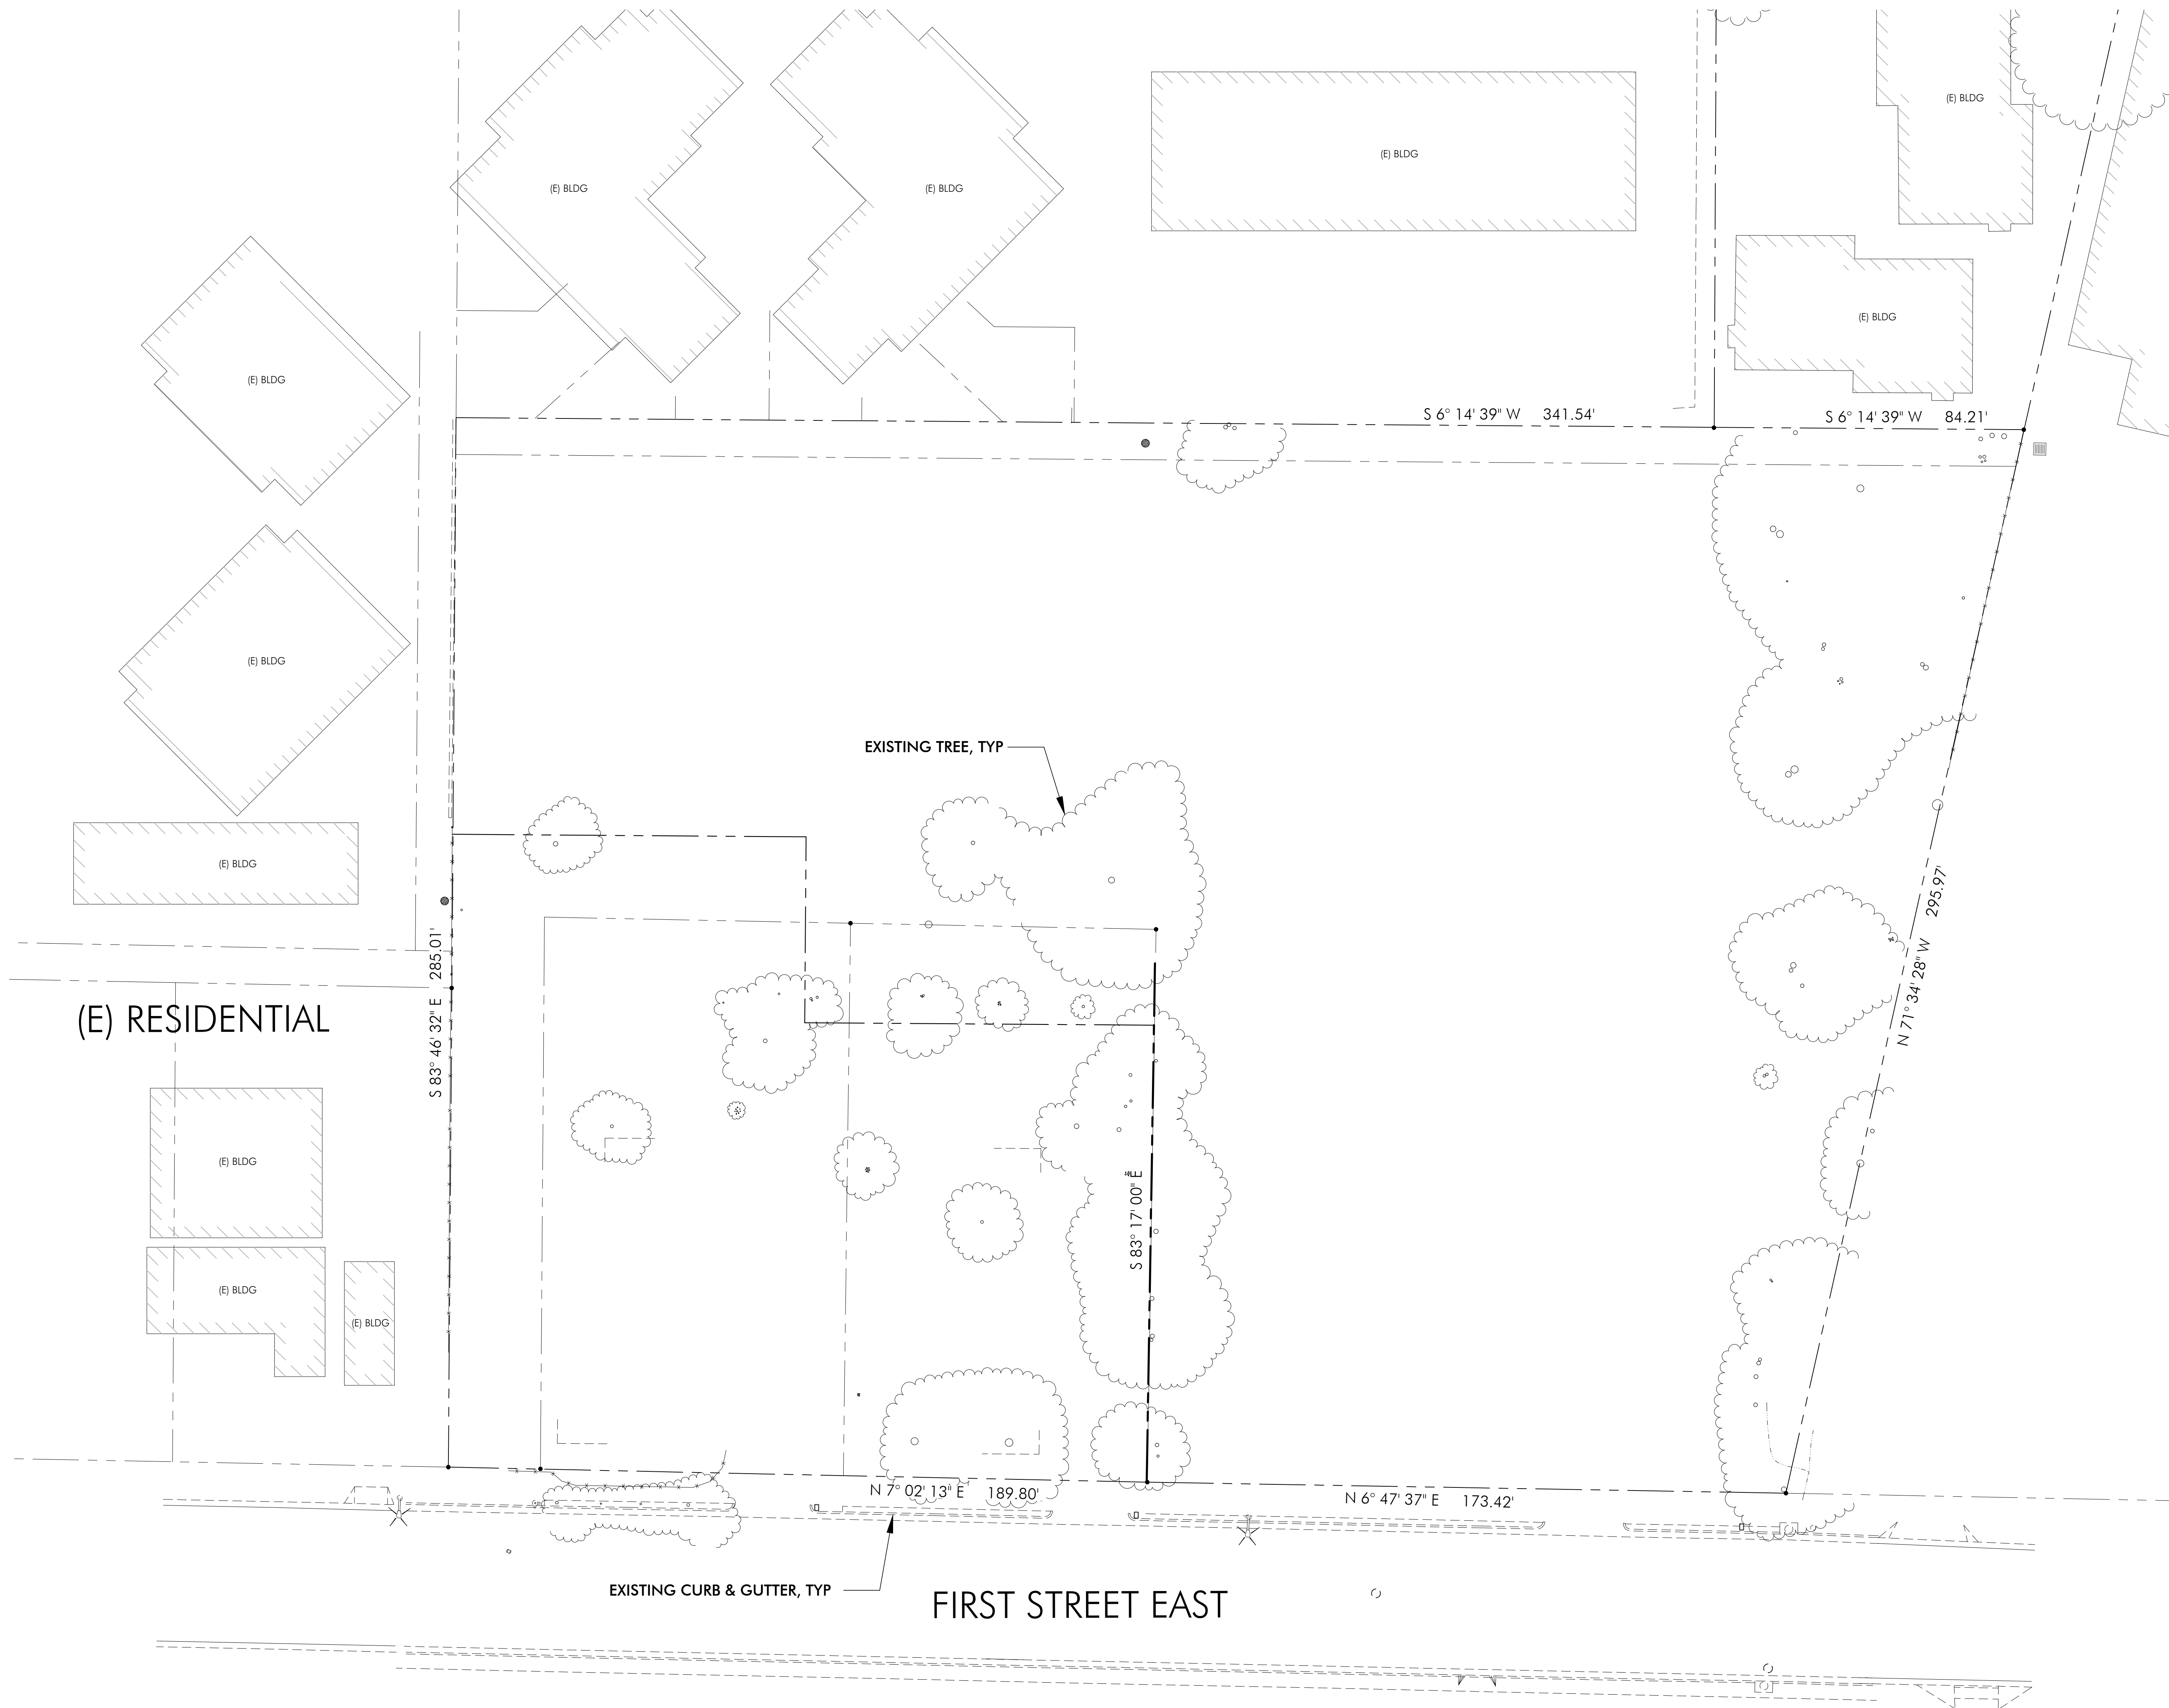 (E) BLDG
(E) BLDG
(E) BLDG
(E) BLDG
(E) BLDG
(E) BLDG
S 6° 14' 39" W 341.54'
S 6° 14' 39" W 84.21'
(E) BLDG
EXISTING TREE, TYP
(E) BLDG
S 83° 46' 32" E 285.01'
N 71° 34' 28" W 295.97'
(E) RESIDENTIAL
(E) BLDG
S 83° 17' 00" E
(E) BLDG
(E) BLDG
N 7° 02' 13" E 189.80'
N 6° 47' 37" E 173.42'
EXISTING CURB & GUTTER, TYP
FIRST STREET EAST